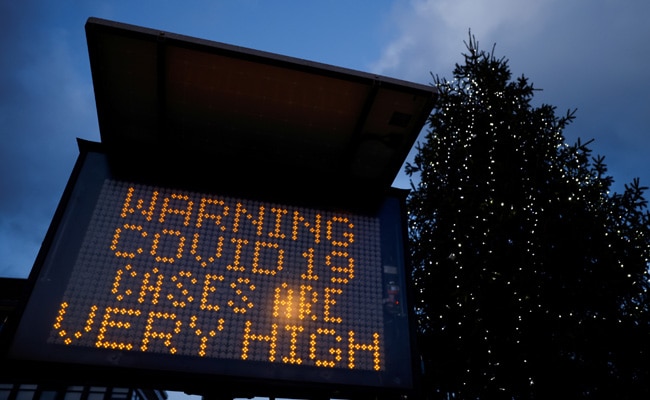 WARNING
COVID 19
CASES ARE
VERY HIGH